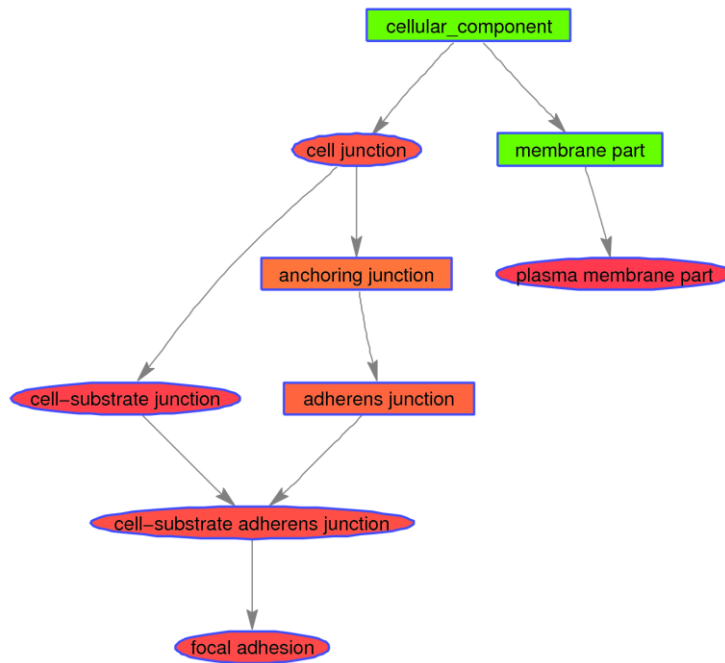 cellular_component
cell junction
membrane part
anchoring junction
plasma membrane part
cell−substrate junction
adherens junction
cell−substrate adherens junction
focal adhesion